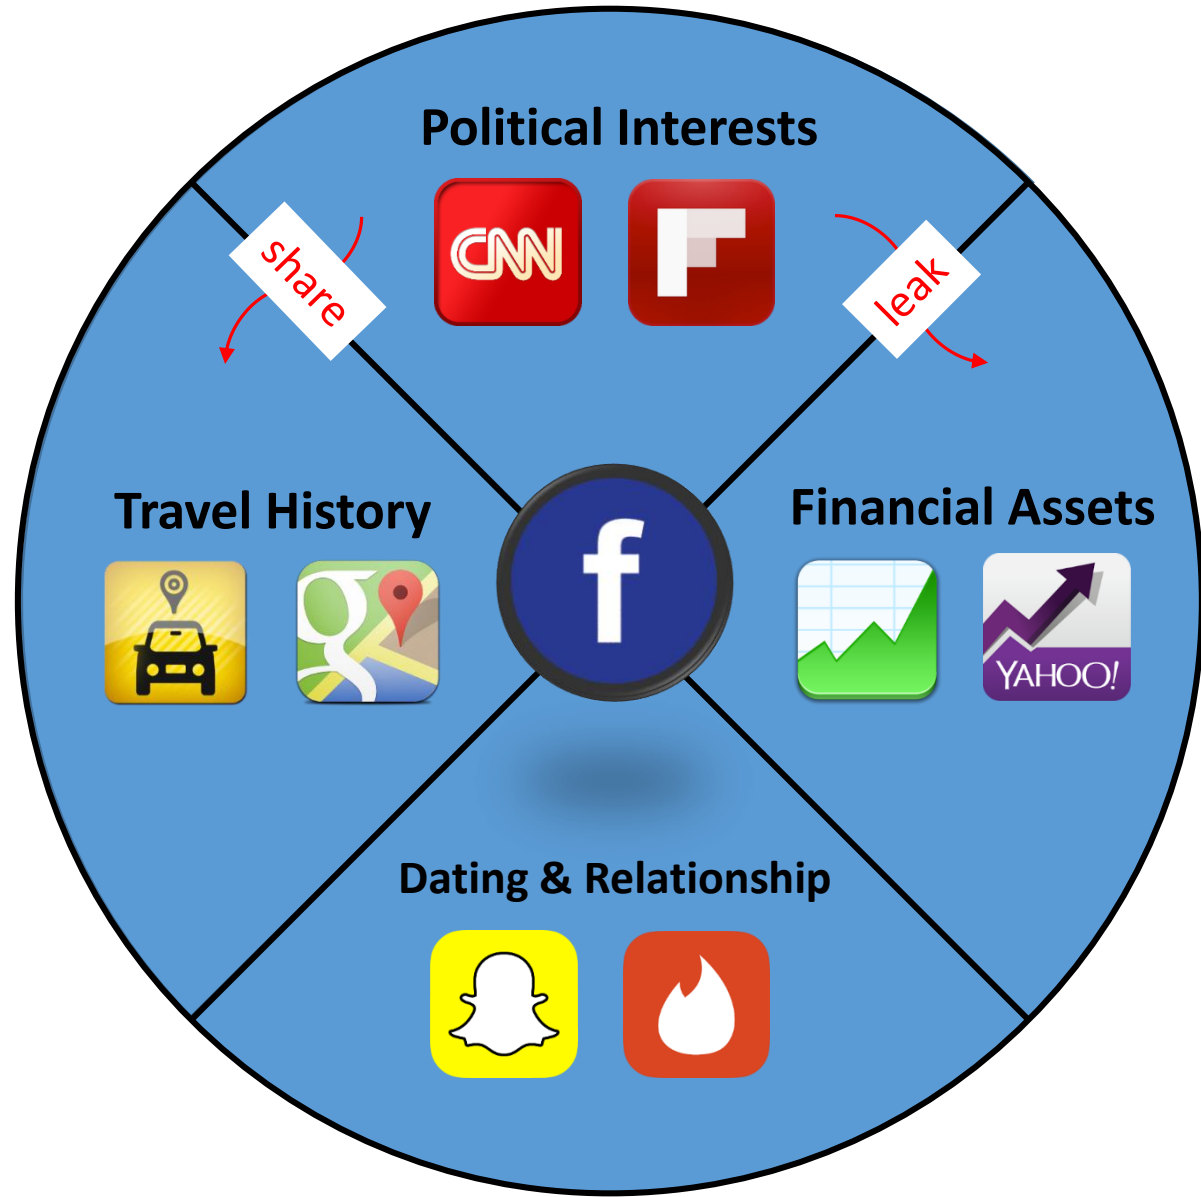 Political Interests
CNN
F
share
leak
Travel History
Financial Assets
f
g
YAHOO!
Dating & Relationship